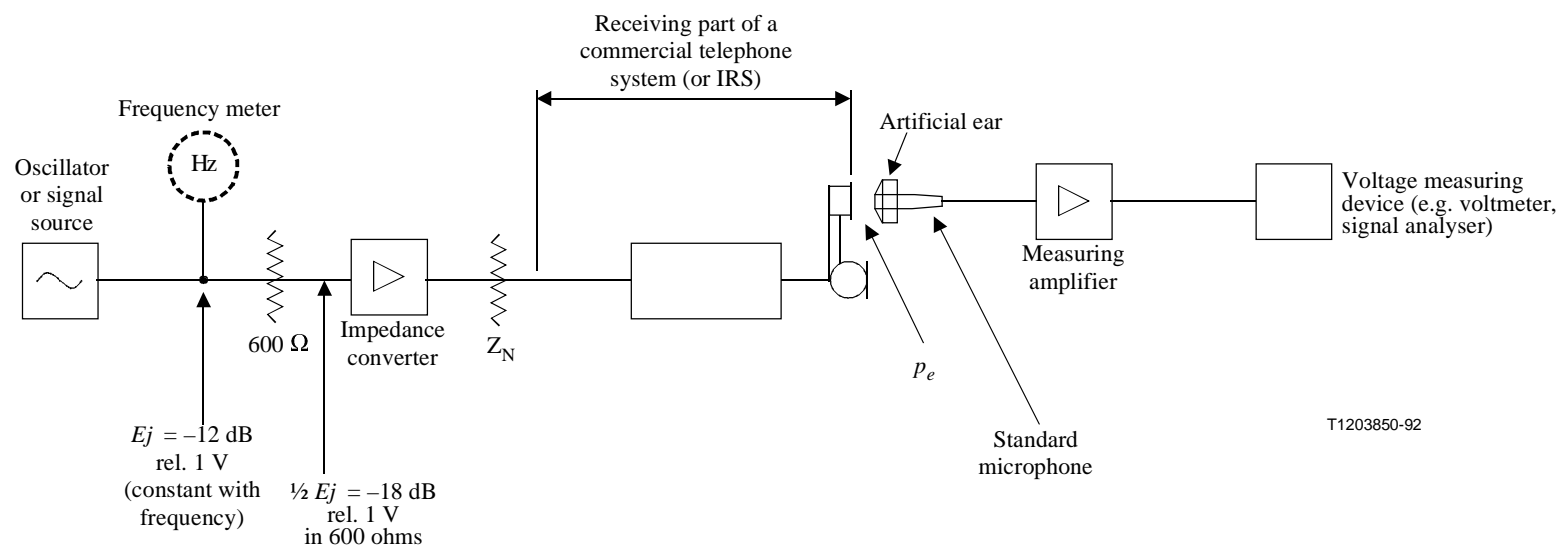 Receiving part of a
commercial telephone
system (or IRS)
Frequency meter
Hz
Oscillator
or signal
source
Artificial ear
Voltage measuring
device (e.g. voltmeter,
signal analyser)
Measuring
amplifier
600 Ω
Impedance
converter
Z_N
p_e
Ej = –12 dB
rel. 1 V
(constant with
frequency)
½ Ej = –18 dB
rel. 1 V
in 600 ohms
Standard
microphone
T1203850-92